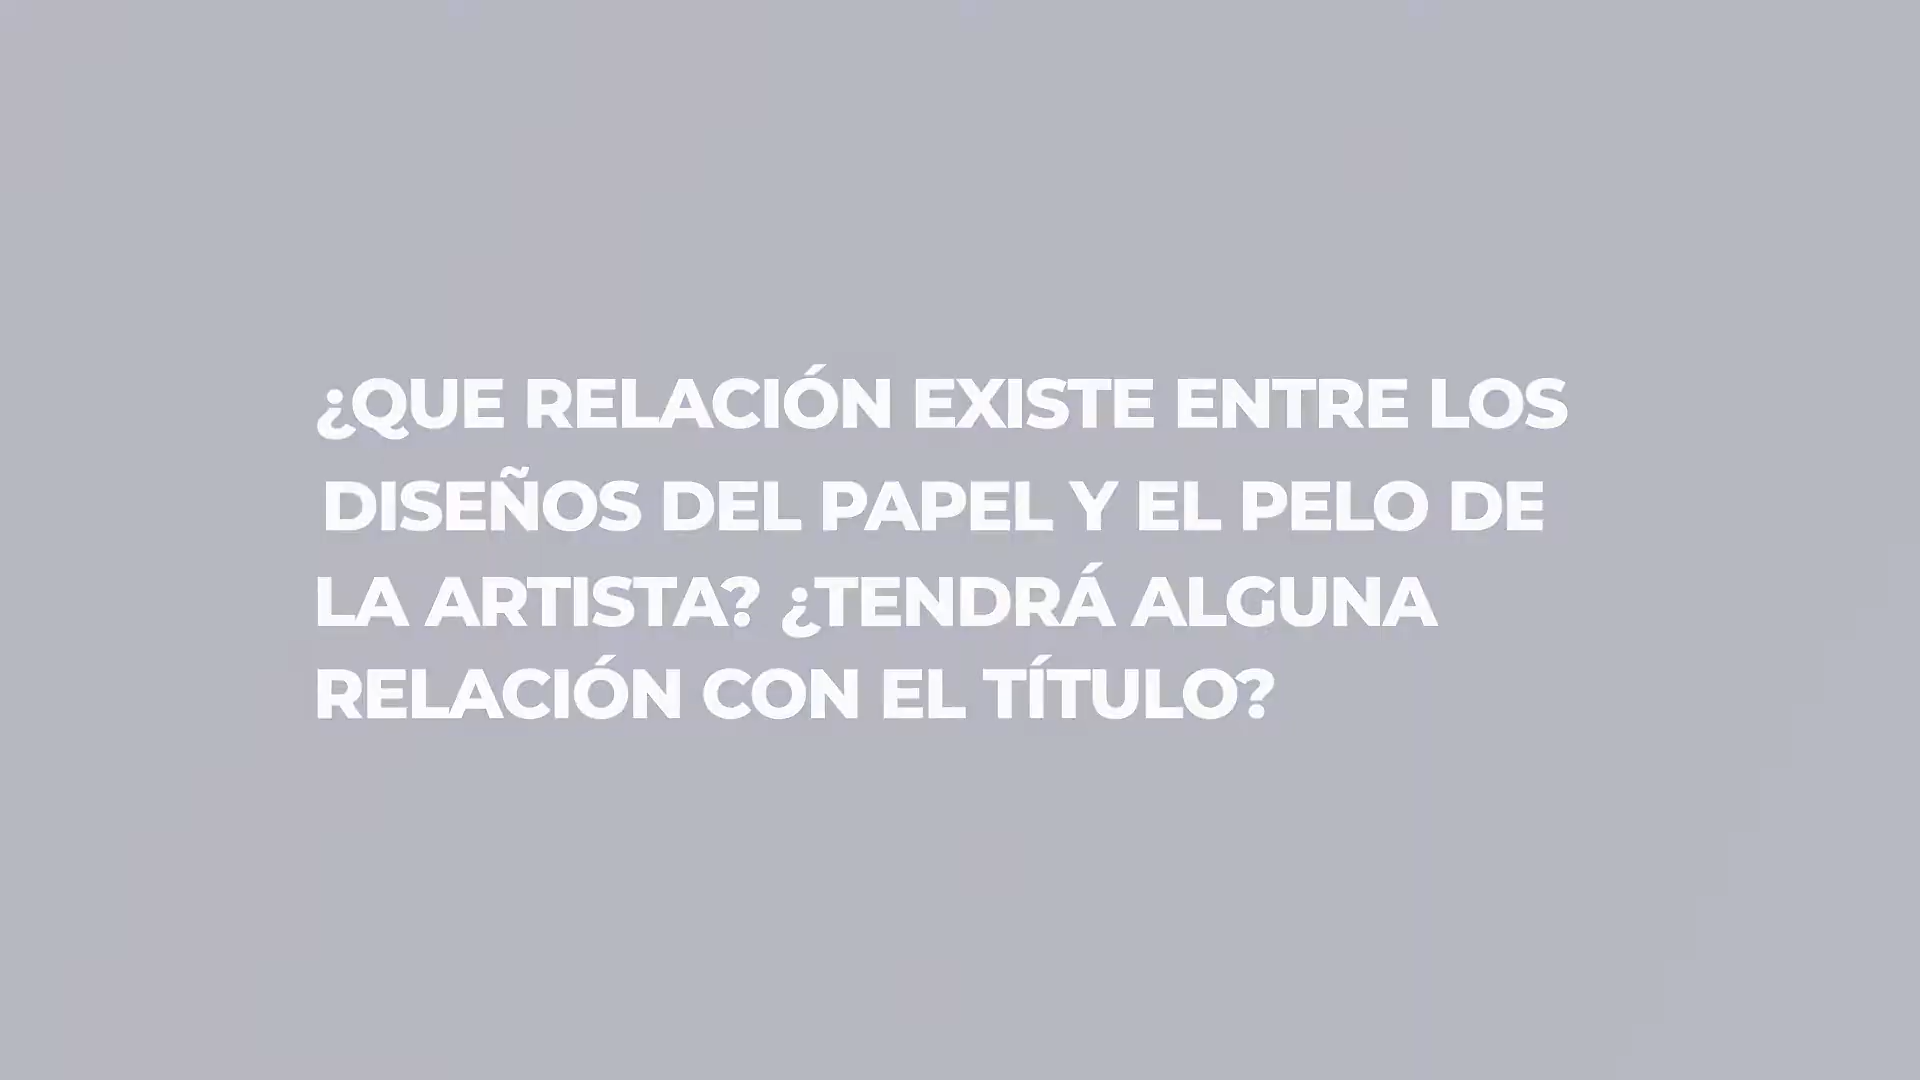 ¿QUE RELACIÓN EXISTE ENTRE LOS
DISEÑOS DEL PAPEL Y EL PELO DE
LA ARTISTA? ¿TENDRÁ ALGUNA
RELACIÓN CON EL TÍTULO?